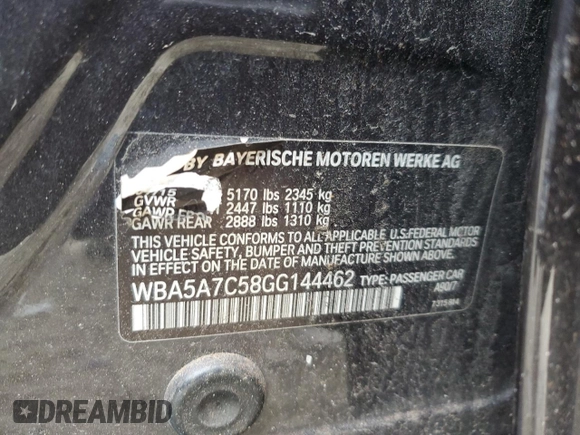 BY BAYERISCHE MOTOREN WERKE AG
GVWR 5170 lbs 2345 kg
2447 lbs 1110 kg
GAWR REAR 2888 lbs 1310 kg
THIS VEHICLE CONFORMS TO ALL APPLICABLE U.S.FEDERAL MOTOR
VEHICLE SAFETY, BUMPER, AND THEFT PREVENTION STANDARDS
IN EFFECT ON THE DATE OF MANUFACTURE SHOWN ABOVE.
WBA5A7C58GG144462 TYPE: PASSENGER CAR
A90/7
DREAMBID